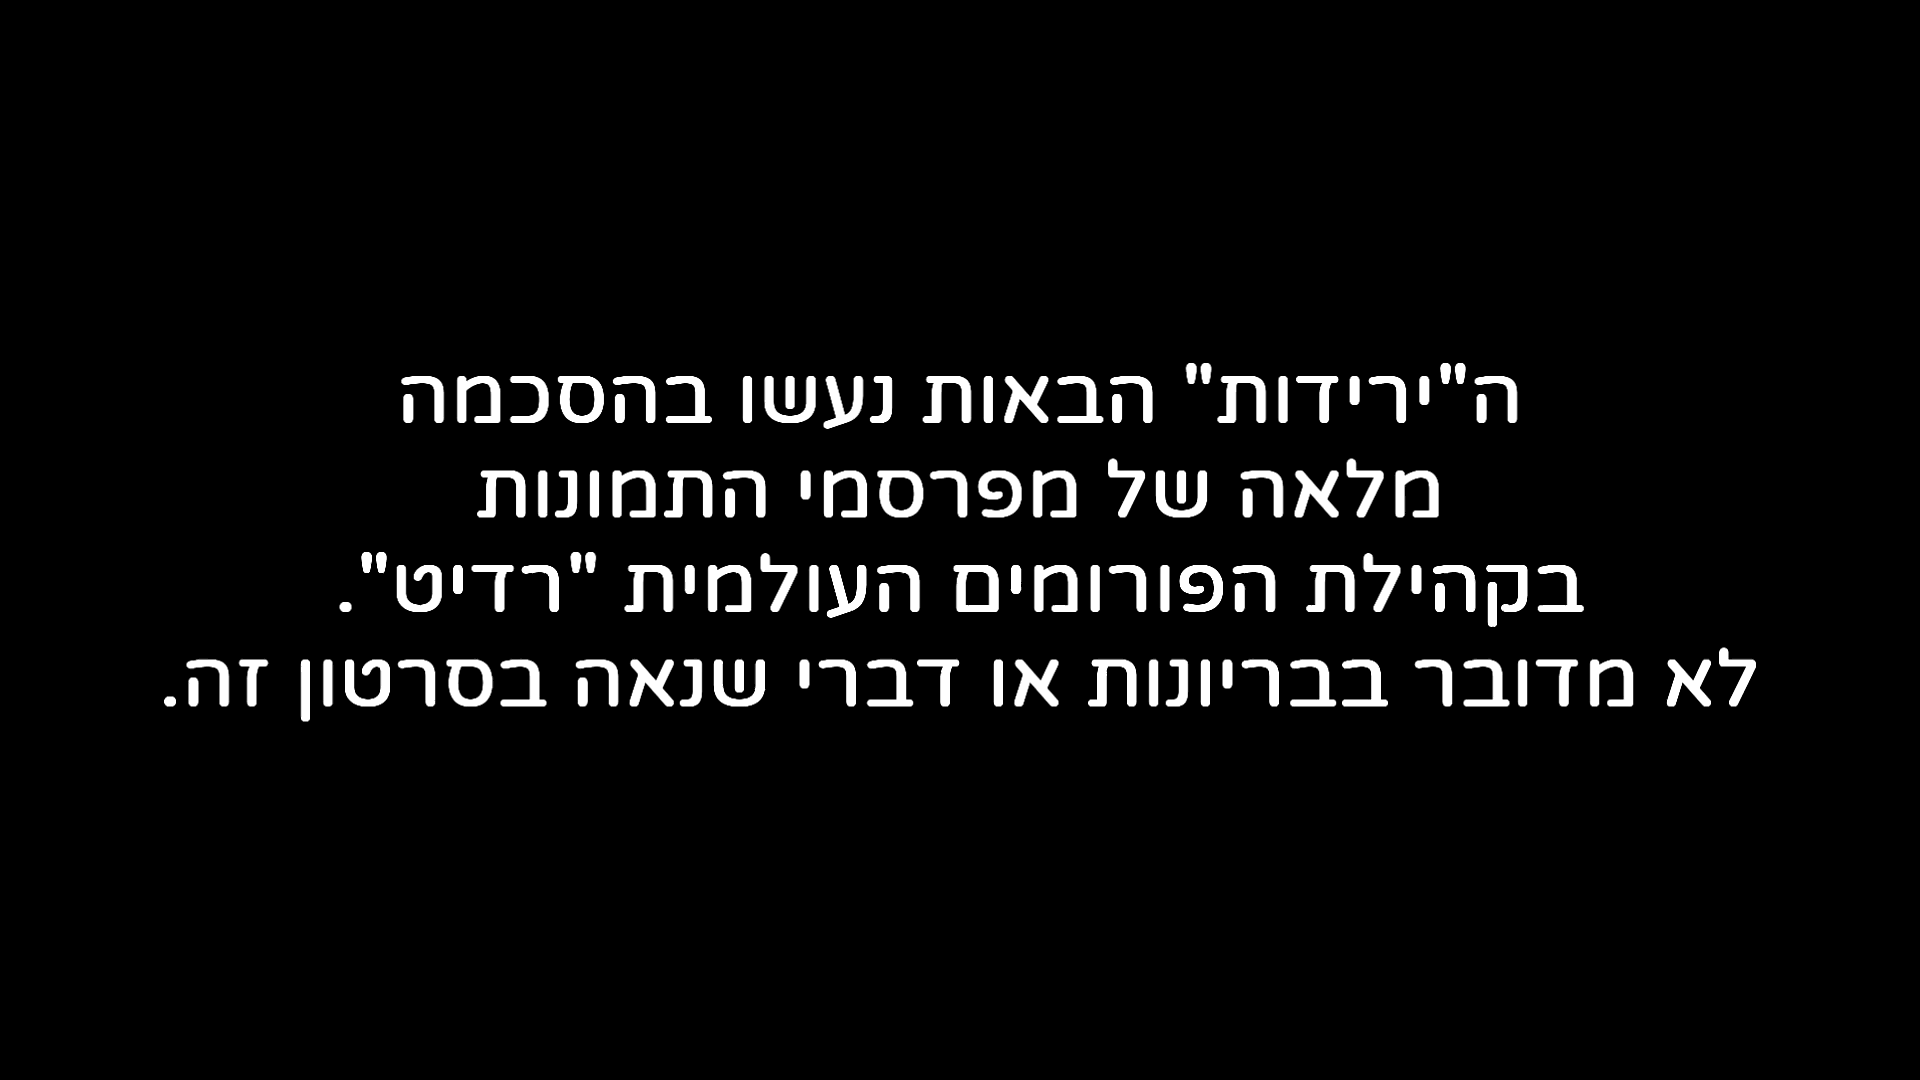 ה"ירידות" הבאות נעשו בהסכמה
מלאה של מפרסמי התמונות
בקהילת הפורומים העולמית "רדיט".
לא מדובר בבריונות או דברי שנאה בסרטון זה.